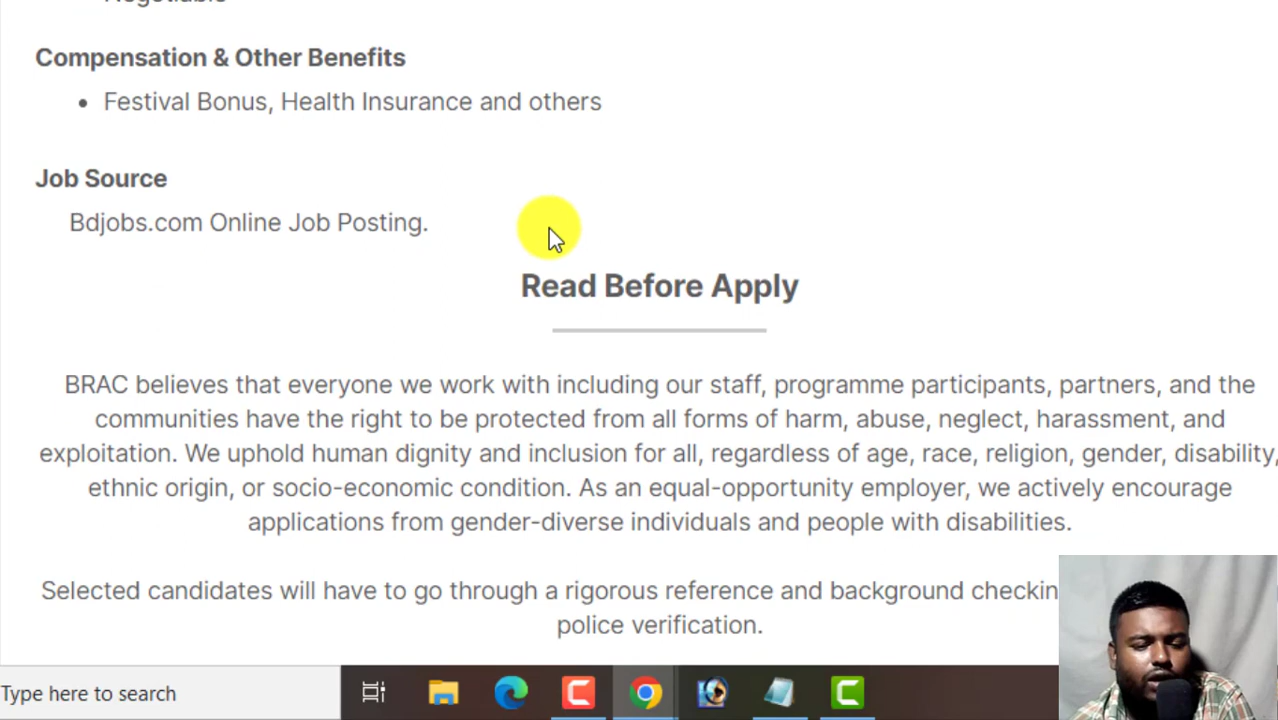 Negotiable
Compensation & Other Benefits
Festival Bonus, Health Insurance and others
Job Source
Bdjobs.com Online Job Posting.
Read Before Apply
BRAC believes that everyone we work with including our staff, programme participants, partners, and the
communities have the right to be protected from all forms of harm, abuse, neglect, harassment, and
exploitation. We uphold human dignity and inclusion for all, regardless of age, race, religion, gender, disability,
ethnic origin, or socio-economic condition. As an equal-opportunity employer, we actively encourage
applications from gender-diverse individuals and people with disabilities.
Selected candidates will have to go through a rigorous reference and background checkin
police verification.
Type here to search